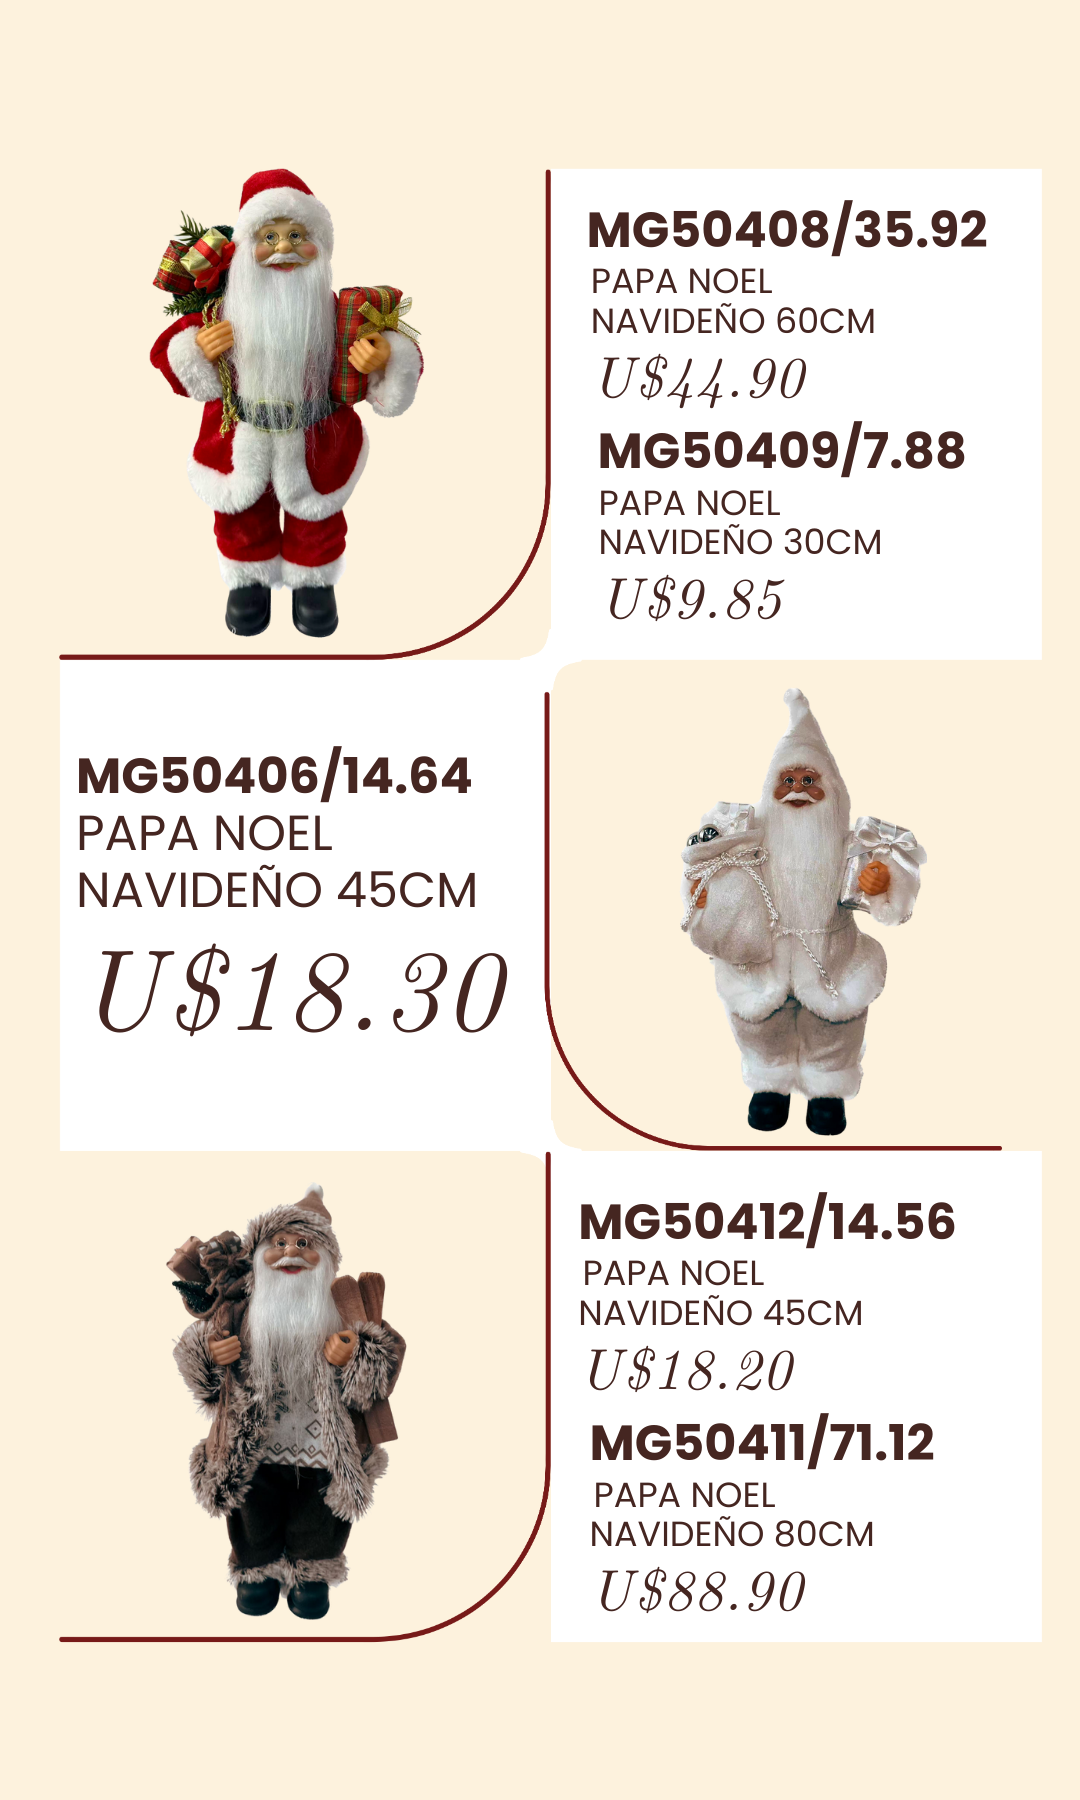 MG50408/35.92
PAPA NOEL
NAVIDEÑO 60CM
U$44.90
MG50409/7.88
PAPA NOEL
NAVIDEÑO 30CM
U$9.85
MG50406/14.64
PAPA NOEL
NAVIDEÑO 45CM
U$18.30
MG50412/14.56
PAPA NOEL
NAVIDEÑO 45CM
U$18.20
MG50411/71.12
PAPA NOEL
NAVIDEÑO 80CM
U$88.90